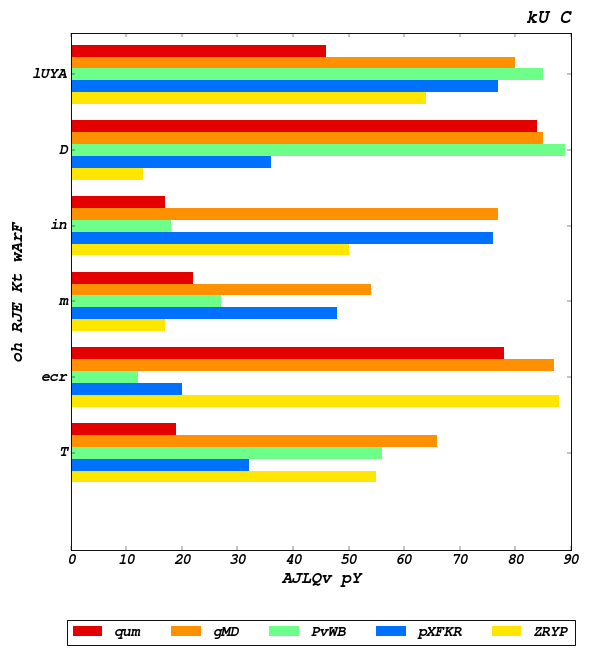 kU C
lUYA
D
in
m
ecr
T
oh RJE Kt wArF
0 10 20 30 40 50 60 70 80 90
AJLQv pY
qum gMD PvWB pXFKR ZRYP